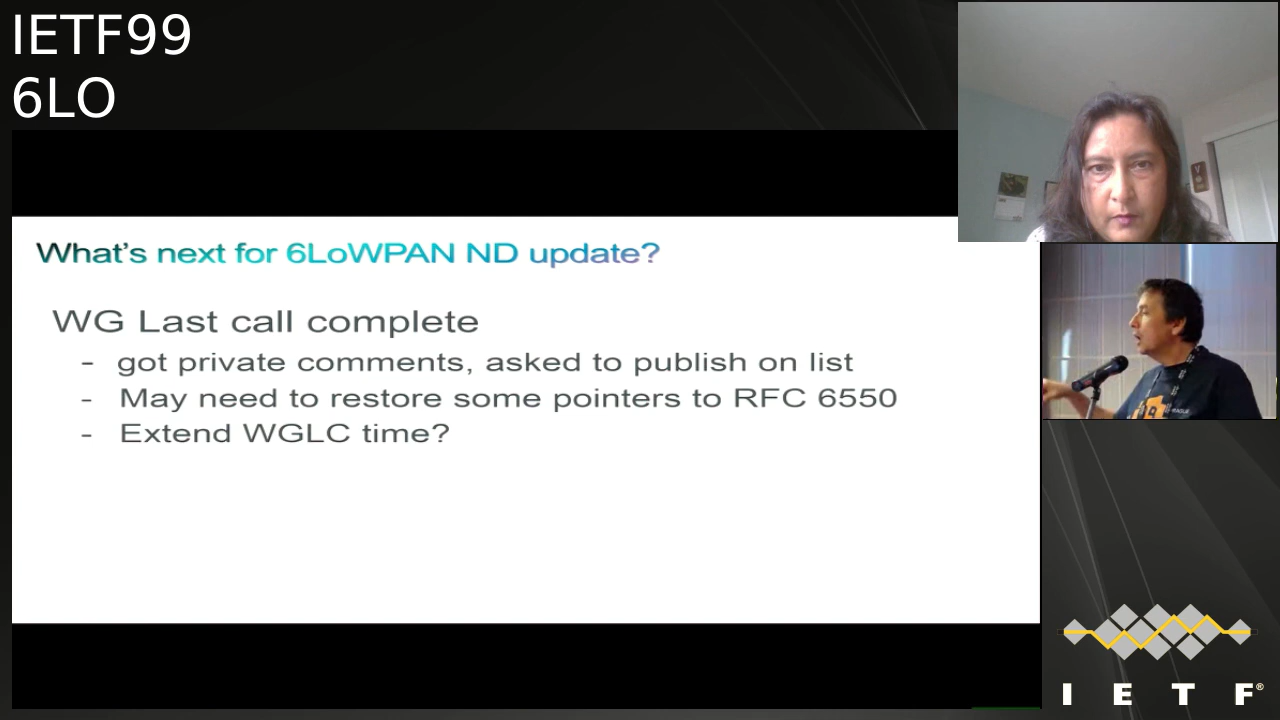 IETF99
6LO
What's next for 6LoWPAN ND update?
WG Last call complete
- got private comments, asked to publish on list
- May need to restore some pointers to RFC 6550
- Extend WGLC time?
I E T F®